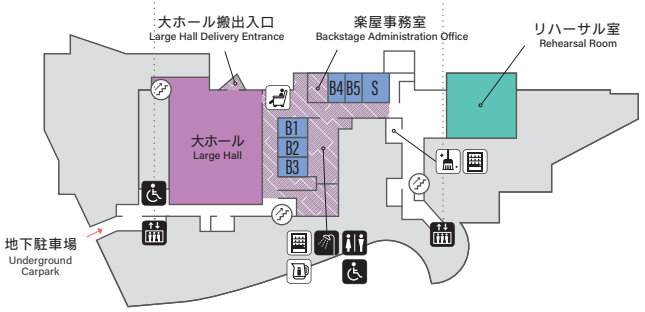 大ホール搬出入口
Large Hall Delivery Entrance
楽屋事務室
Backstage Administration Office
リハーサル室
Rehearsal Room
B4 B5 S
大ホール
Large Hall
B1
B2
B3
地下駐車場
Underground
Carpark